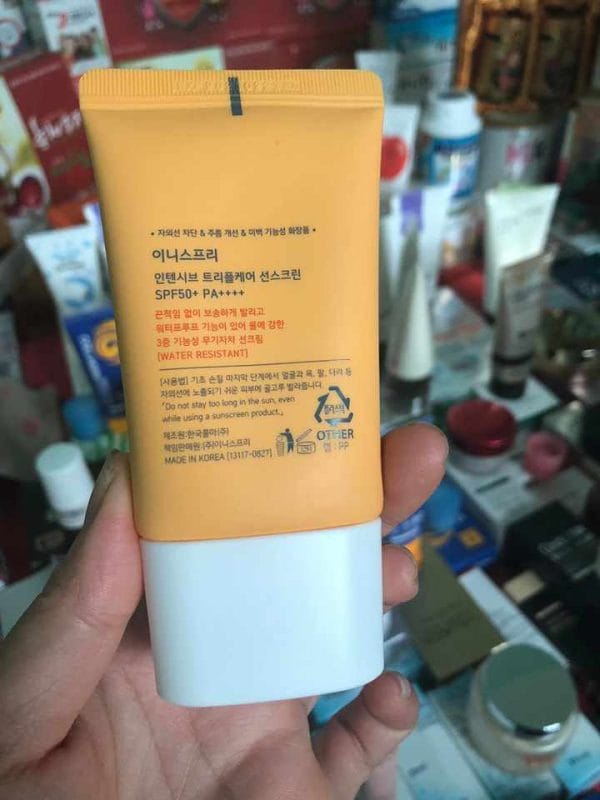 • 자외선 차단 & 주름 개선 & 미백 기능성 화장품 •
이니스프리
인텐시브 트리플케어 선스크린
SPF50+ PA++++
끈적임 없이 보송하게 발리고
워터프루프 기능이 있어 물에 강한
3중 기능성 무기자차 선크림
[WATER RESISTANT]
[사용법] 기초 손질 마지막 단계에서 얼굴과 목, 팔, 다리 등
자외선에 노출되기 쉬운 피부에 골고루 발라줍니다.
「Do not stay too long in the sun, even
while using a sunscreen product.」
제조원:한국콜마(주)
책임판매원:(주)이니스프리
MADE IN KOREA [13117-0827]
OTHER
캡 : PP